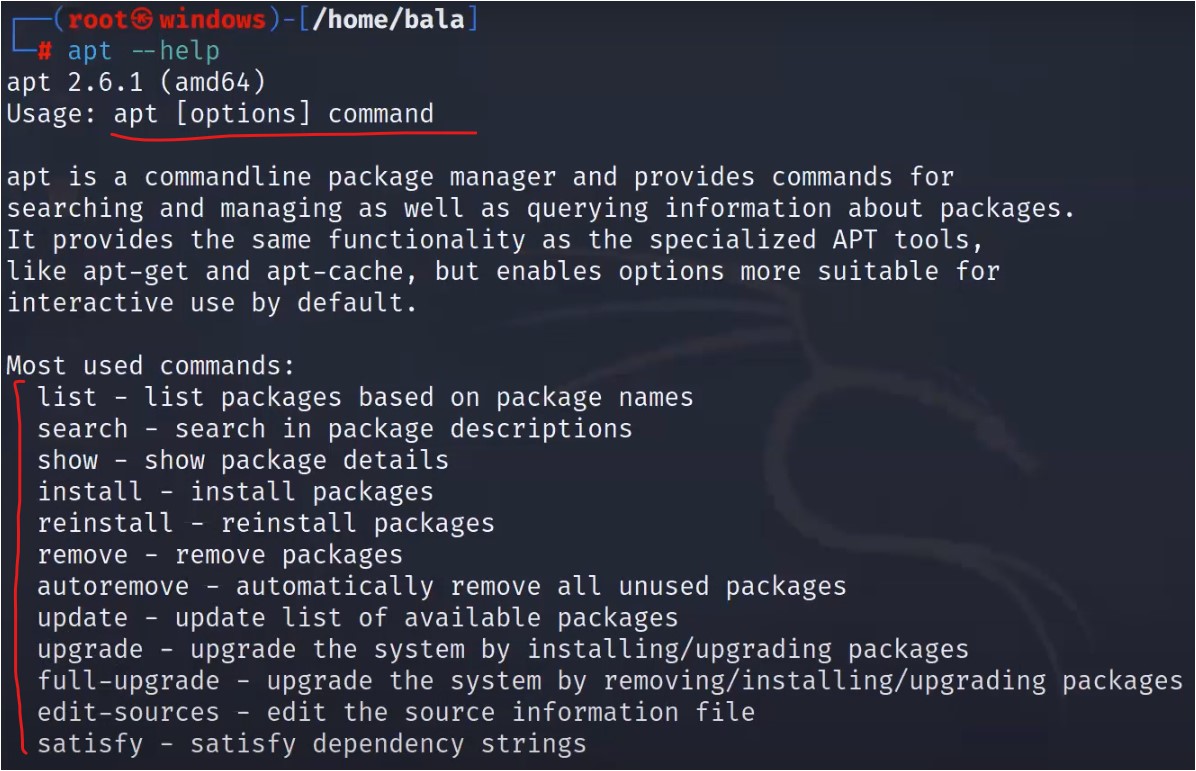 (root㉿windows)-[/home/bala]
# apt --help
apt 2.6.1 (amd64)
Usage: apt [options] command
apt is a commandline package manager and provides commands for
searching and managing as well as querying information about packages.
It provides the same functionality as the specialized APT tools,
like apt-get and apt-cache, but enables options more suitable for
interactive use by default.
Most used commands:
list - list packages based on package names
search - search in package descriptions
show - show package details
install - install packages
reinstall - reinstall packages
remove - remove packages
autoremove - automatically remove all unused packages
update - update list of available packages
upgrade - upgrade the system by installing/upgrading packages
full-upgrade - upgrade the system by removing/installing/upgrading packages
edit-sources - edit the source information file
satisfy - satisfy dependency strings